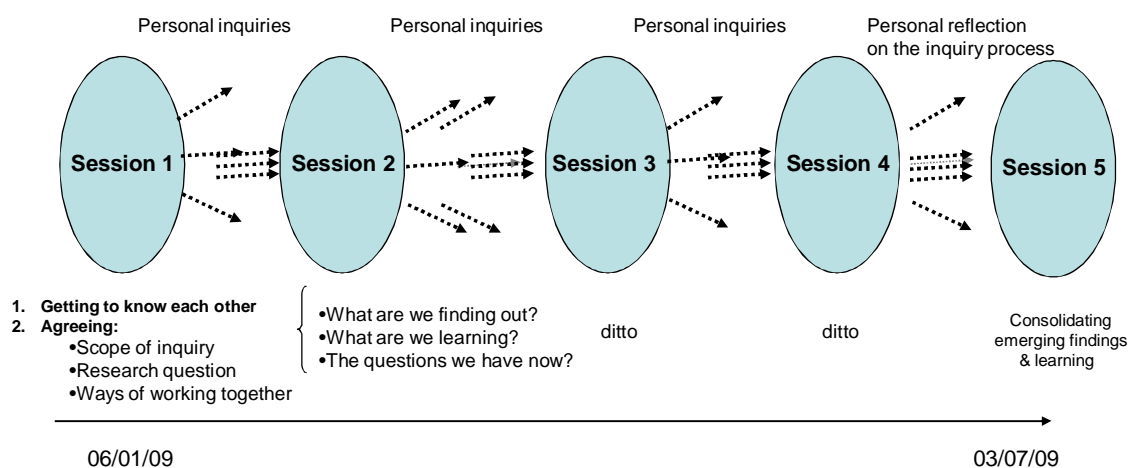 Personal inquiries
Personal inquiries
Personal inquiries
Personal reflection
on the inquiry process
Session 1
Session 2
Session 3
Session 4
Session 5
1. Getting to know each other
2. Agreeing:
•Scope of inquiry
•Research question
•Ways of working together
•What are we finding out?
•What are we learning?
•The questions we have now?
ditto
ditto
Consolidating
emerging findings
& learning
06/01/09
03/07/09